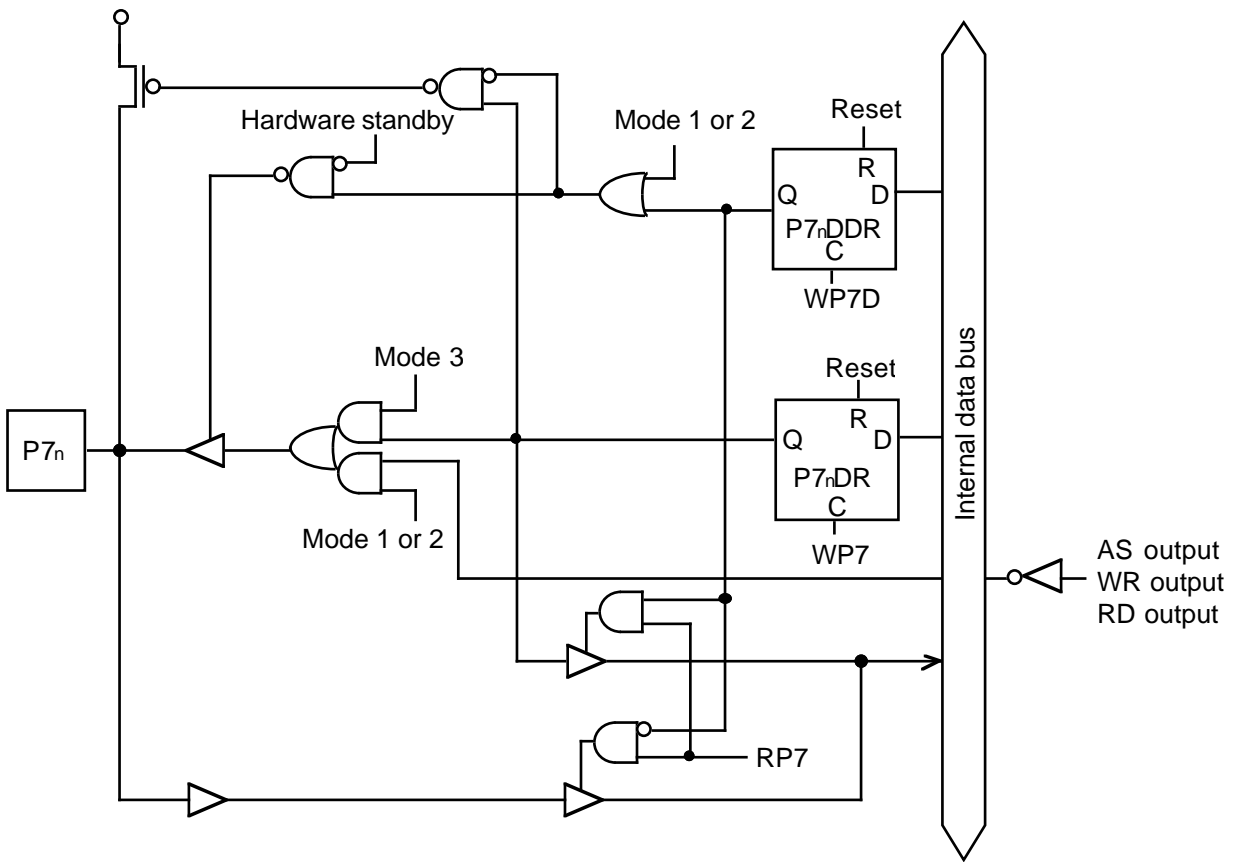 Hardware standby
Mode 1 or 2
Reset
R
Q
D
P7nDDR
C
WP7D
Internal data bus
Mode 3
Reset
R
P7n
Q
D
P7nDR
C
Mode 1 or 2
WP7
AS output
WR output
RD output
RP7